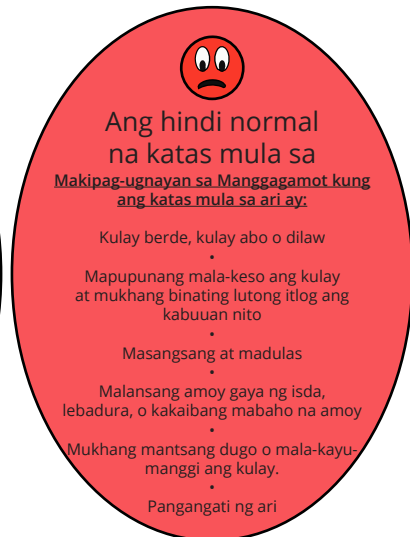 Ang hindi normal
na katas mula sa
Makipag-ugnayan sa Manggagamot kung
ang katas mula sa ari ay:
Kulay berde, kulay abo o dilaw
•
Mapupunang mala-keso ang kulay
at mukhang binating lutong itlog ang
kabuuan nito
•
Masangsang at madulas
•
Malansang amoy gaya ng isda,
lebadura, o kakaibang mabaho na amoy
•
Mukhang mantsang dugo o mala-kayu-
manggi ang kulay.
•
Pangangati ng ari